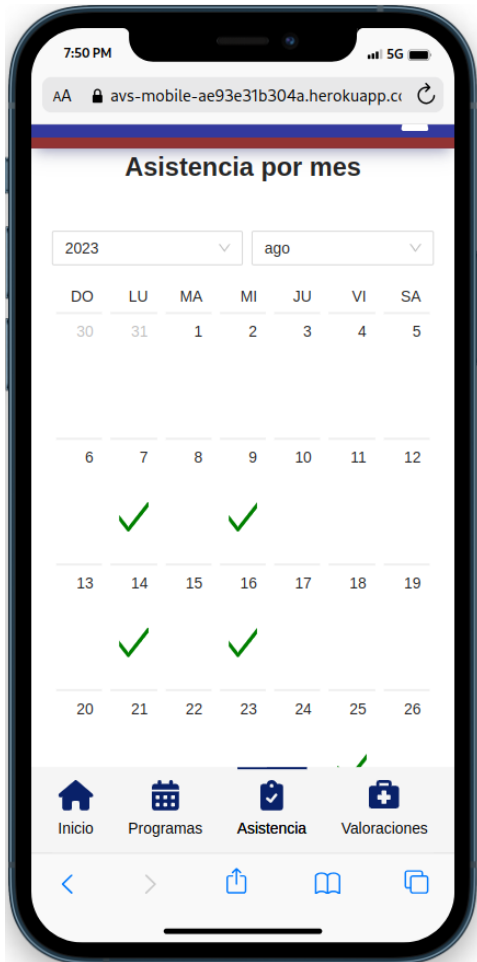 7:50 PM 5G
AA avs-mobile-ae93e31b304a.herokuapp.cc
Asistencia por mes
2023 ago
DO LU MA MI JU VI SA
30 31 1 2 3 4 5
6 7 8 9 10 11 12
13 14 15 16 17 18 19
20 21 22 23 24 25 26
Inicio Programas Asistencia Valoraciones